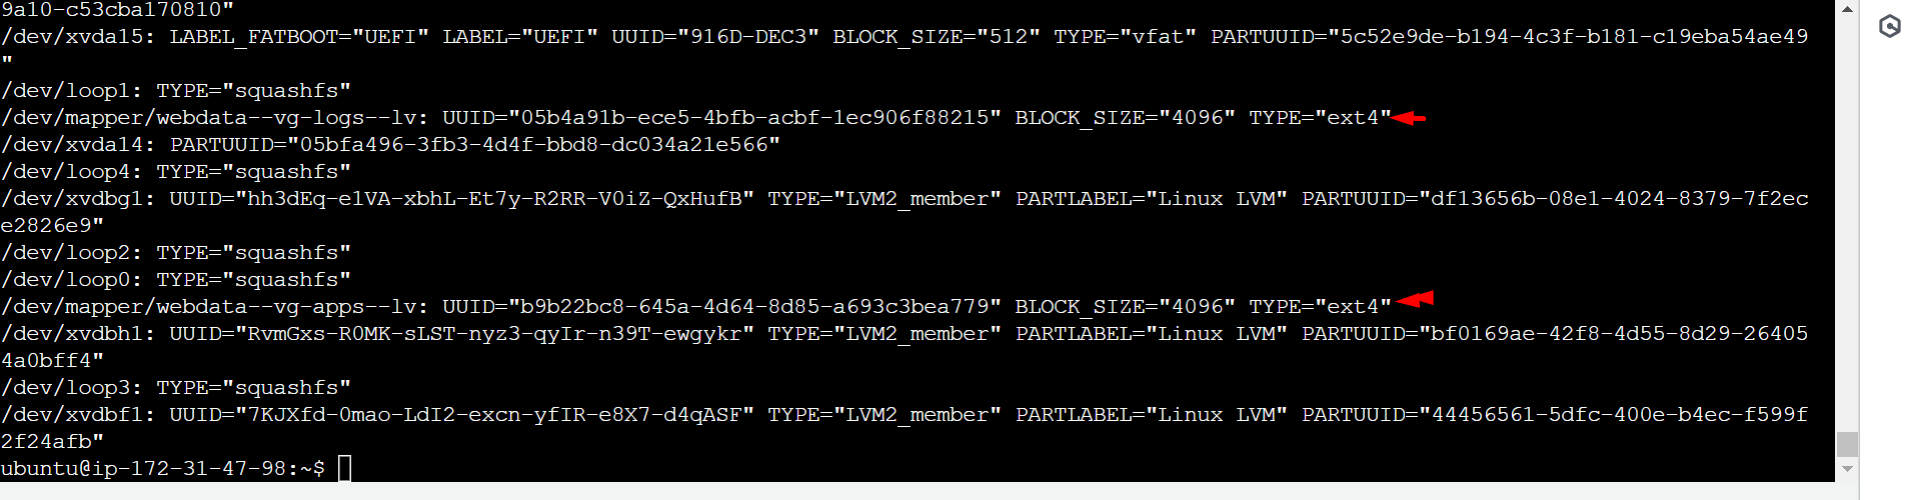 9a10-c53cba170810"
/dev/xvda15: LABEL_FATBOOT="UEFI" LABEL="UEFI" UUID="916D-DEC3" BLOCK_SIZE="512" TYPE="vfat" PARTUUID="5c52e9de-b194-4c3f-b181-c19eba54ae49
"
/dev/loop1: TYPE="squashfs"
/dev/mapper/webdata--vg-logs--lv: UUID="05b4a91b-ece5-4bfb-acbf-1ec906f88215" BLOCK_SIZE="4096" TYPE="ext4"
/dev/xvda14: PARTUUID="05bfa496-3fb3-4d4f-bbd8-dc034a21e566"
/dev/loop4: TYPE="squashfs"
/dev/xvdbg1: UUID="hh3dEq-e1VA-xbhL-Et7y-R2RR-V0iZ-QxHufB" TYPE="LVM2_member" PARTLABEL="Linux LVM" PARTUUID="df13656b-08e1-4024-8379-7f2ec
e2826e9"
/dev/loop2: TYPE="squashfs"
/dev/loop0: TYPE="squashfs"
/dev/mapper/webdata--vg-apps--lv: UUID="b9b22bc8-645a-4d64-8d85-a693c3bea779" BLOCK_SIZE="4096" TYPE="ext4"
/dev/xvdbh1: UUID="RvmGxs-R0MK-sLST-nyz3-qyIr-n39T-ewgykr" TYPE="LVM2_member" PARTLABEL="Linux LVM" PARTUUID="bf0169ae-42f8-4d55-8d29-26405
4a0bff4"
/dev/loop3: TYPE="squashfs"
/dev/xvdbf1: UUID="7KJXfd-0mao-LdI2-excn-yfIR-e8X7-d4qASF" TYPE="LVM2_member" PARTLABEL="Linux LVM" PARTUUID="44456561-5dfc-400e-b4ec-f599f
2f24afb"
ubuntu@ip-172-31-47-98:~$